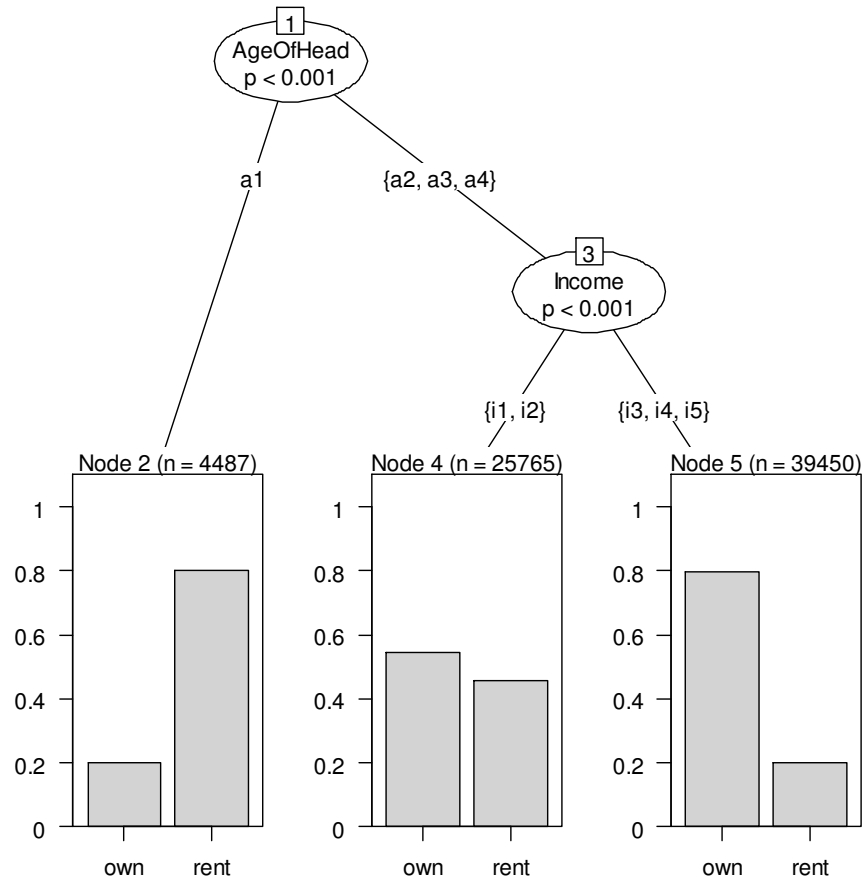 1
AgeOfHead
p < 0.001
a1
{a2, a3, a4}
3
Income
p < 0.001
{i1, i2}
{i3, i4, i5}
Node 2 (n = 4487)
1
0.8
0.6
0.4
0.2
0
own rent
Node 4 (n = 25765)
1
0.8
0.6
0.4
0.2
0
own rent
Node 5 (n = 39450)
1
0.8
0.6
0.4
0.2
0
own rent